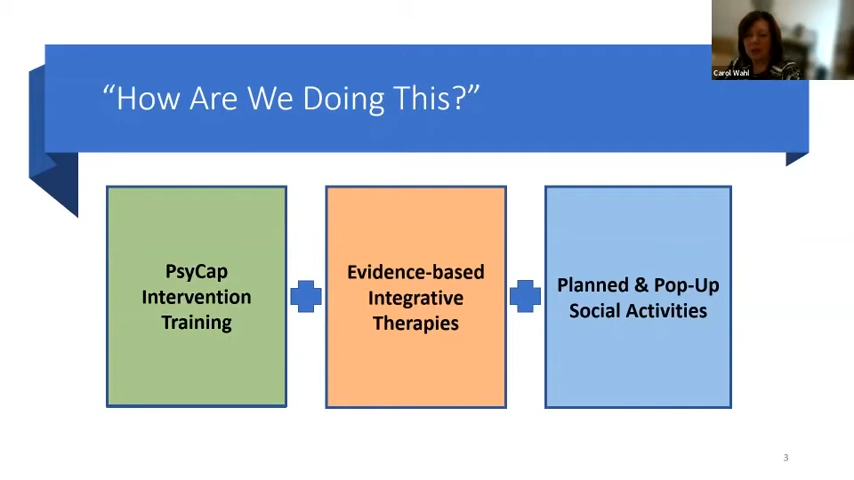 Carol Wahl
“How Are We Doing This?”
PsyCap
Intervention
Training
Evidence-based
Integrative
Therapies
Planned & Pop-Up
Social Activities
3